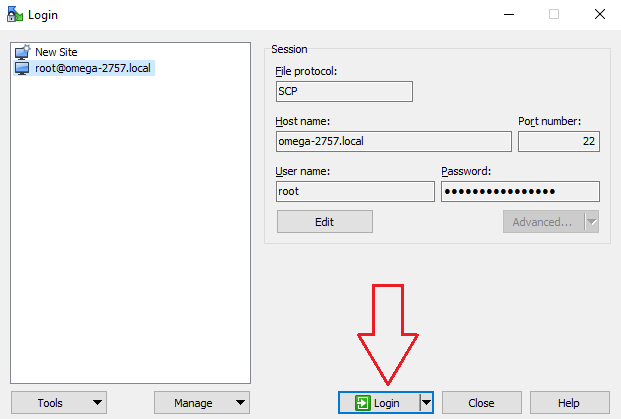 Login
New Site
root@omega-2757.local
Session
File protocol:
SCP
Host name:
Port number:
omega-2757.local
22
User name:
Password:
root
••••••••••••••••
Edit
Advanced...
Tools
Manage
Login
Close
Help